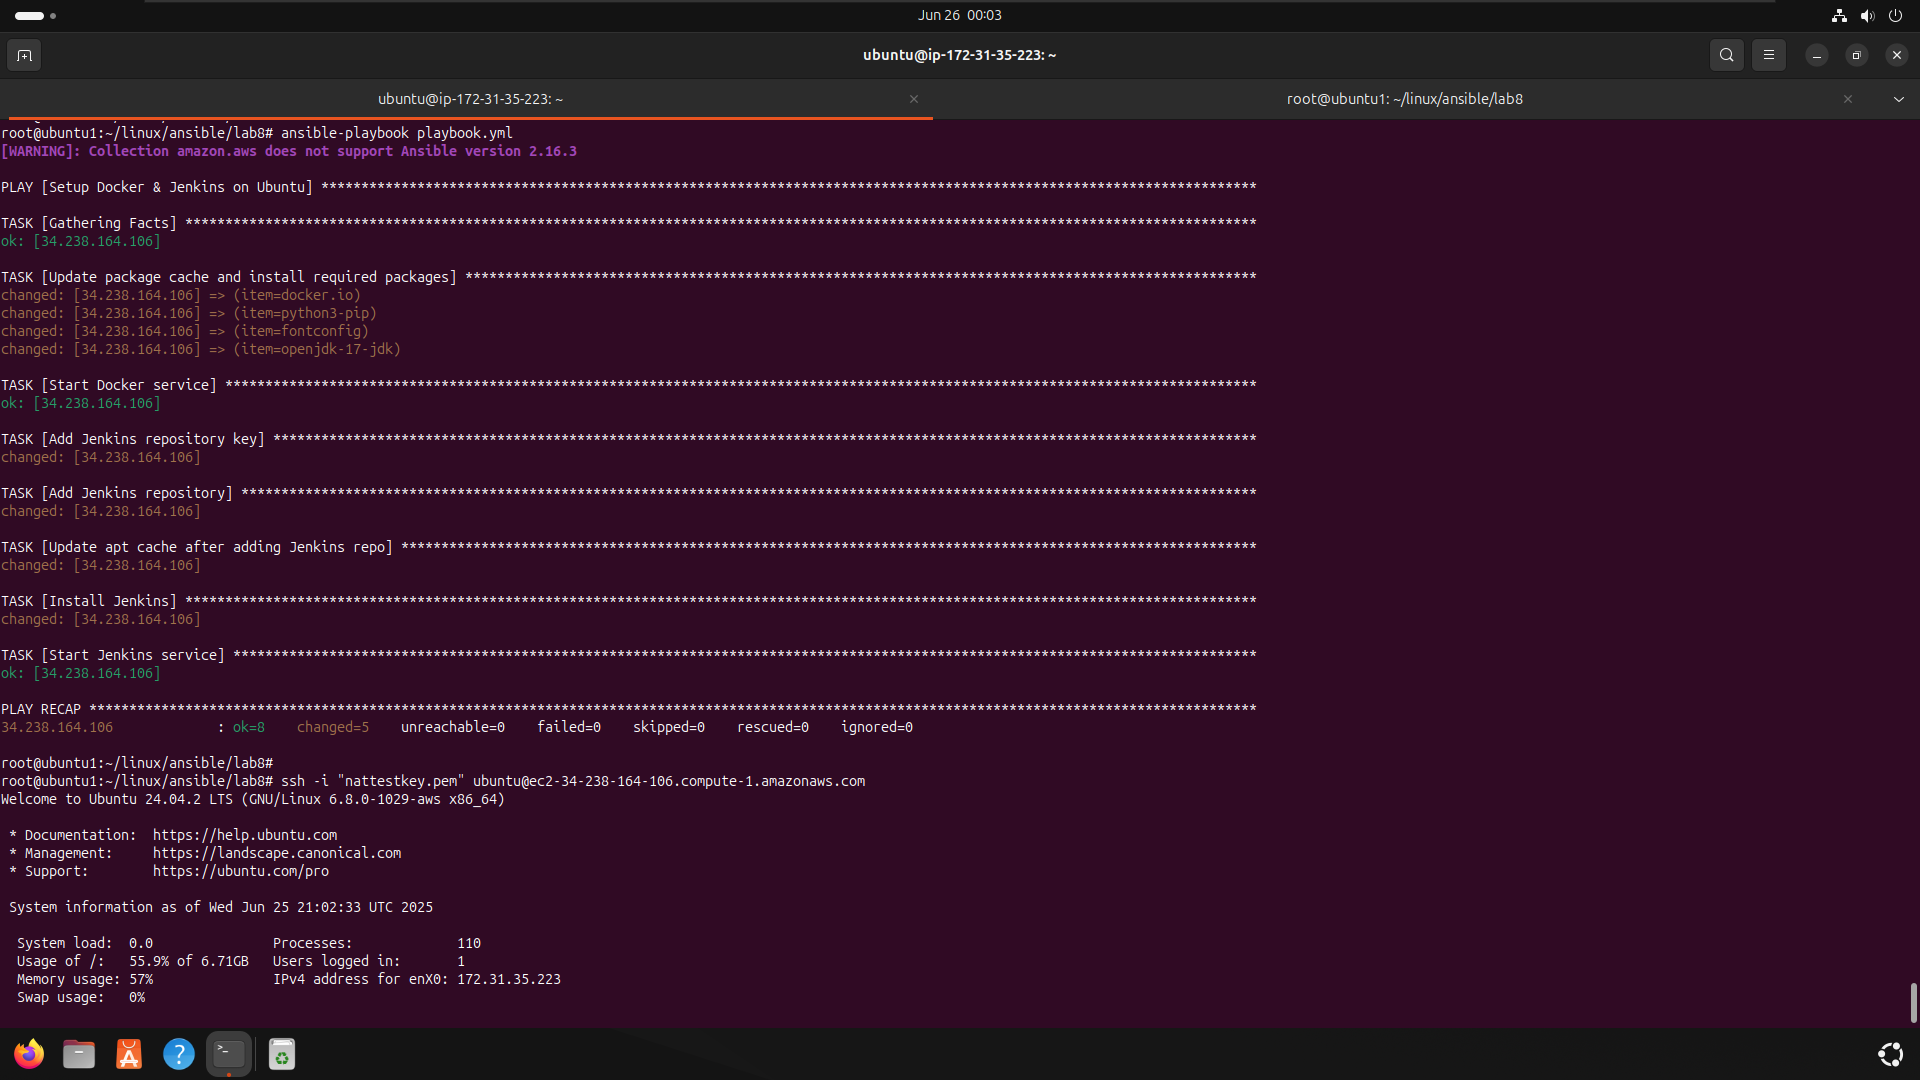 Jun 26  00:03
ubuntu@ip-172-31-35-223: ~
ubuntu@ip-172-31-35-223: ~
root@ubuntu1: ~/linux/ansible/lab8
root@ubuntu1:~/linux/ansible/lab8# ansible-playbook playbook.yml
[WARNING]: Collection amazon.aws does not support Ansible version 2.16.3
PLAY [Setup Docker & Jenkins on Ubuntu] *********************************************************************************************************************
TASK [Gathering Facts] **************************************************************************************************************************************
ok: [34.238.164.106]
TASK [Update package cache and install required packages] ***************************************************************************************************
changed: [34.238.164.106] => (item=docker.io)
changed: [34.238.164.106] => (item=python3-pip)
changed: [34.238.164.106] => (item=fontconfig)
changed: [34.238.164.106] => (item=openjdk-17-jdk)
TASK [Start Docker service] *********************************************************************************************************************************
ok: [34.238.164.106]
TASK [Add Jenkins repository key] ***************************************************************************************************************************
changed: [34.238.164.106]
TASK [Add Jenkins repository] *******************************************************************************************************************************
changed: [34.238.164.106]
TASK [Update apt cache after adding Jenkins repo] ***********************************************************************************************************
changed: [34.238.164.106]
TASK [Install Jenkins] **************************************************************************************************************************************
changed: [34.238.164.106]
TASK [Start Jenkins service] ********************************************************************************************************************************
ok: [34.238.164.106]
PLAY RECAP **************************************************************************************************************************************************
34.238.164.106             : ok=8    changed=5    unreachable=0    failed=0    skipped=0    rescued=0    ignored=0
root@ubuntu1:~/linux/ansible/lab8#
root@ubuntu1:~/linux/ansible/lab8# ssh -i "nattestkey.pem" ubuntu@ec2-34-238-164-106.compute-1.amazonaws.com
Welcome to Ubuntu 24.04.2 LTS (GNU/Linux 6.8.0-1029-aws x86_64)
* Documentation:  https://help.ubuntu.com
* Management:     https://landscape.canonical.com
* Support:        https://ubuntu.com/pro
System information as of Wed Jun 25 21:02:33 UTC 2025
System load:  0.0               Processes:             110
Usage of /:   55.9% of 6.71GB   Users logged in:       1
Memory usage: 57%               IPv4 address for enX0: 172.31.35.223
Swap usage:   0%